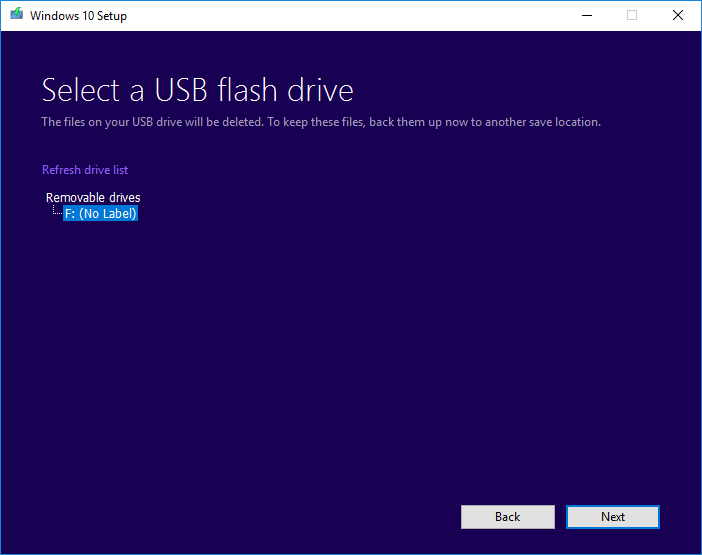 Windows 10 Setup
Select a USB flash drive
The files on your USB drive will be deleted. To keep these files, back them up now to another save location.
Refresh drive list
Removable drives
F: (No Label)
Back
Next